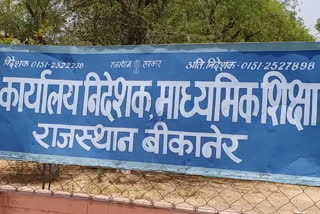 निदेशक 0151-2522238 राजस्थान सरकार अति. निदेशक - 0151-2527898
कार्यालय निदेशक, माध्यमिक शिक्षा
राजस्थान बीकानेर